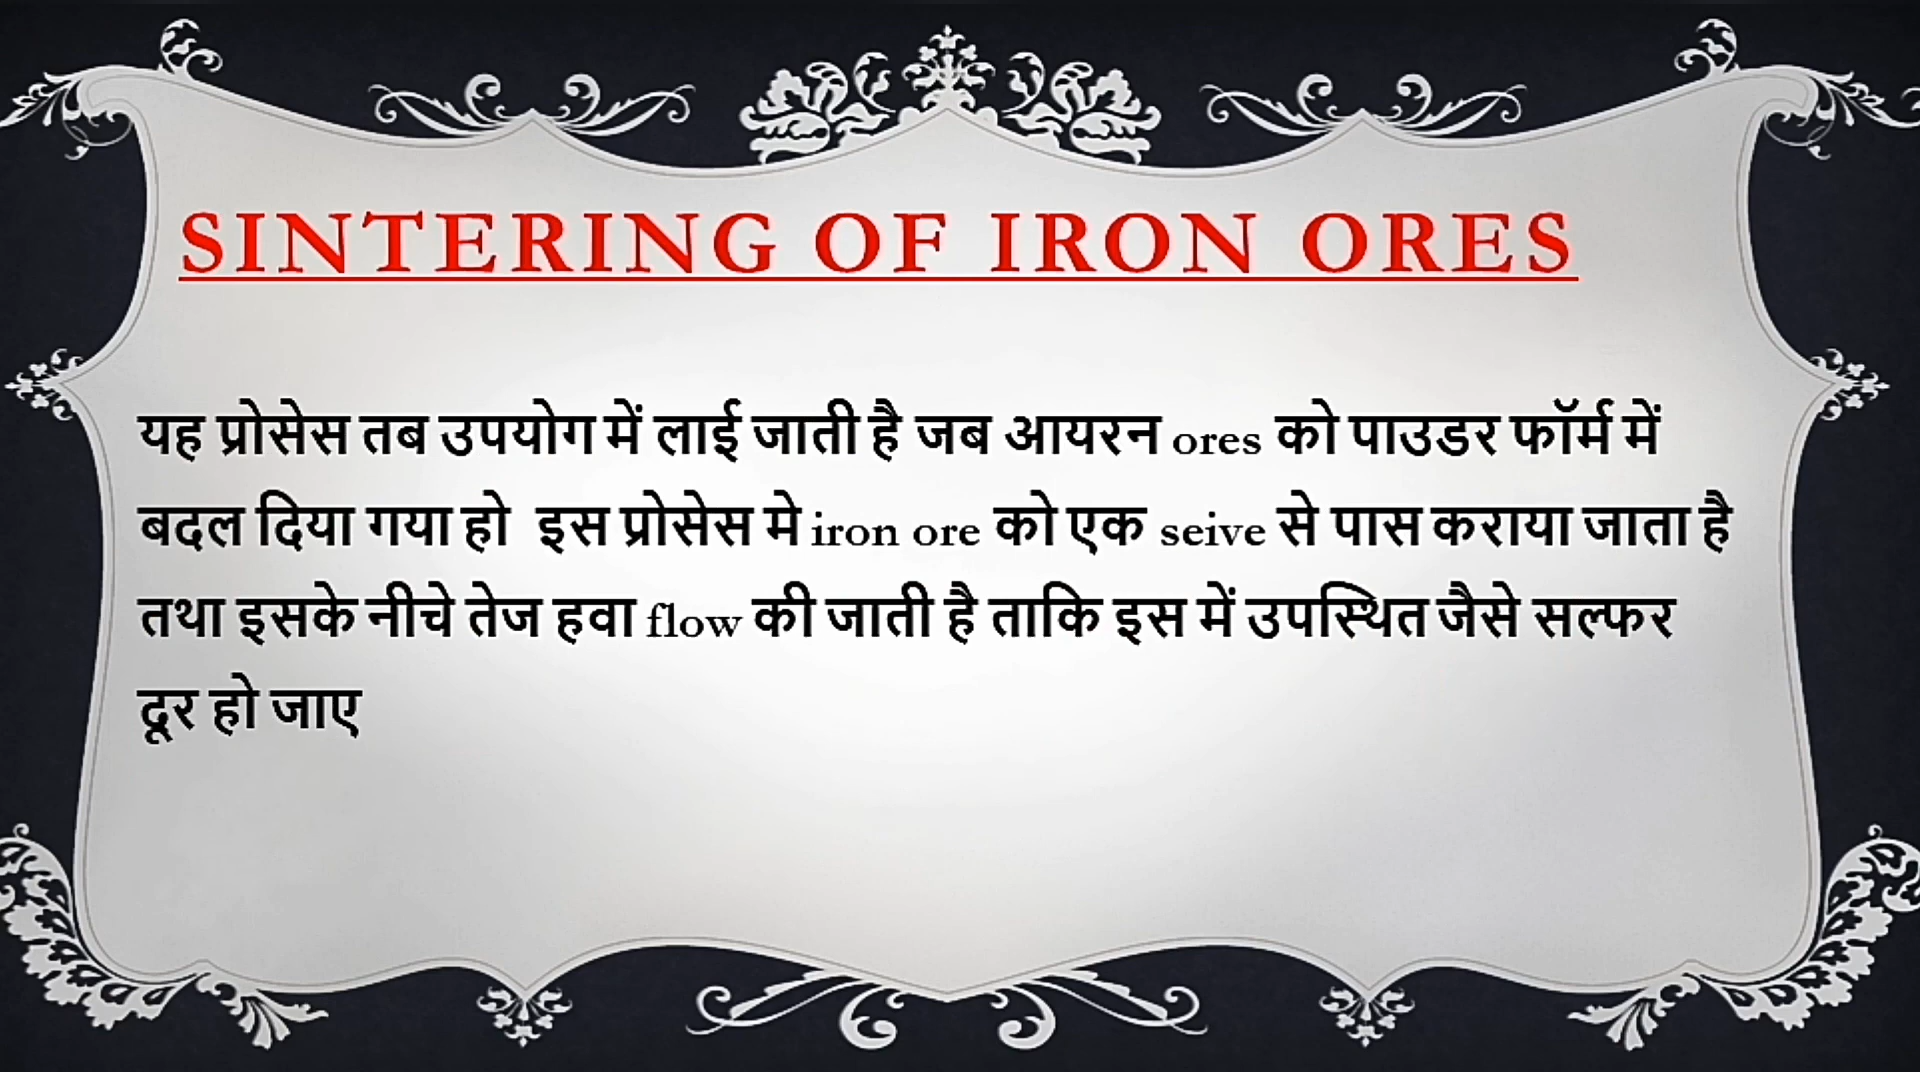 SINTERING OF IRON ORES
यह प्रोसेस तब उपयोग में लाई जाती है जब आयरन ores को पाउडर फॉर्म में
बदल दिया गया हो इस प्रोसेस मे iron ore को एक seive से पास कराया जाता है
तथा इसके नीचे तेज हवा flow की जाती है ताकि इस में उपस्थित जैसे सल्फर
दूर हो जाए